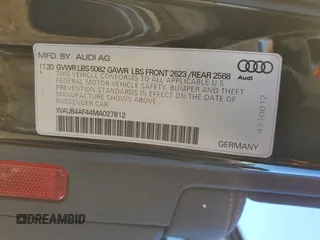 MFD. BY AUDI AG
11 20 GVWR LBS 5082 GAWR LBS FRONT 2623 /REAR 2568
THIS VEHICLE CONFORMS TO ALL APPLICABLE U.S.
FEDERAL MOTOR VEHICLE SAFETY, BUMPER AND THEFT
PREVENTION STANDARDS IN EFFECT ON THE DATE OF
MANUFACTURE SHOWN ABOVE.
PASSENGER CAR
WAUB4AF44MA027812
GERMANY
Audi
4710012
DREAMBID